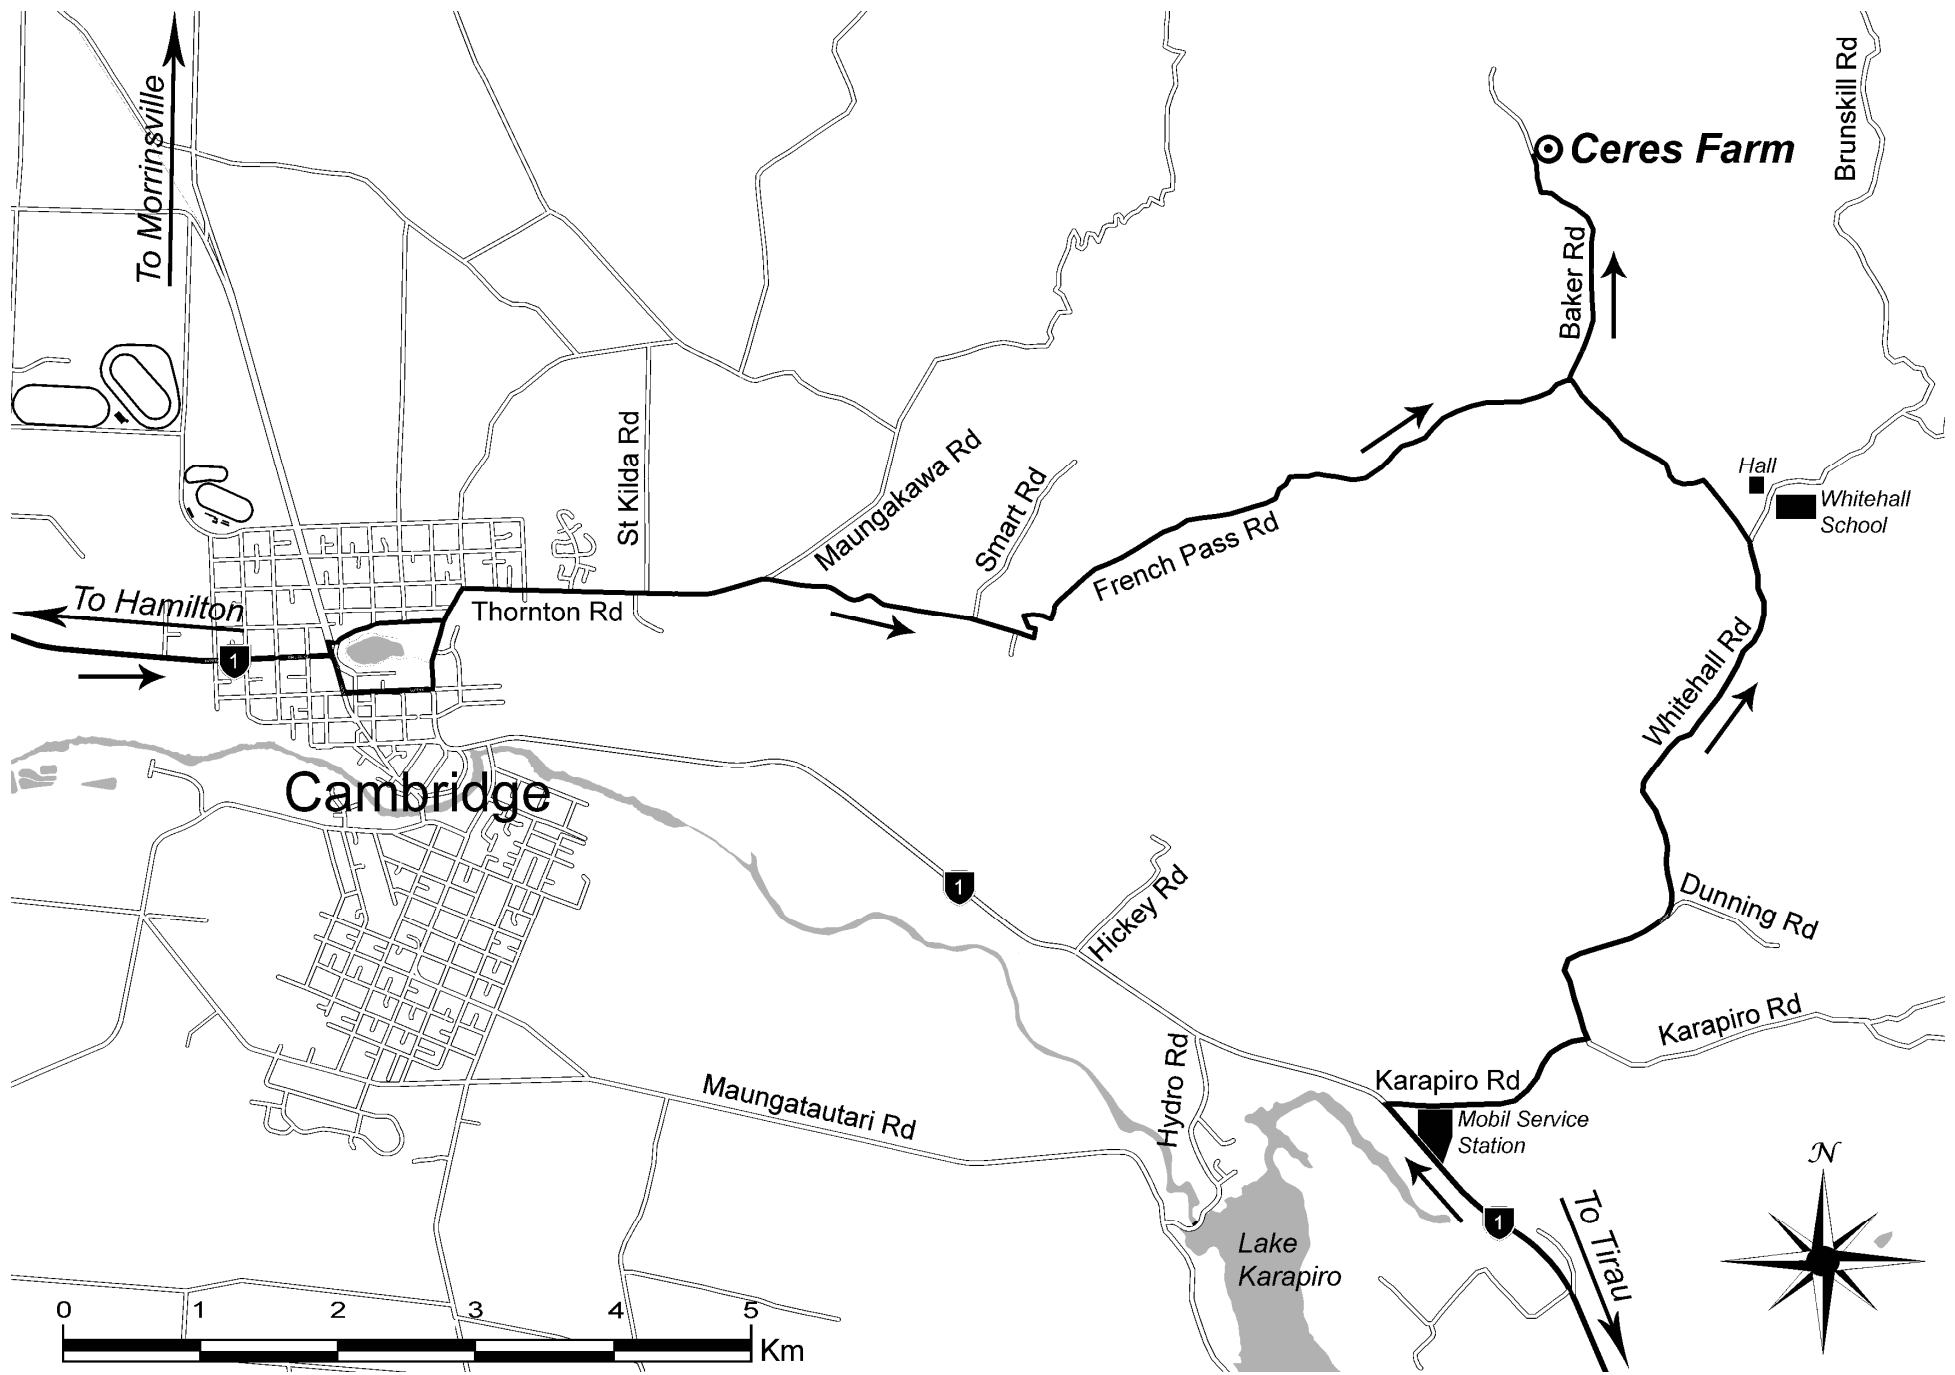 To Morrinsville
Brunskill Rd
Ceres Farm
Baker Rd
St Kilda Rd
Maungakawa Rd
Smart Rd
Hall
Whitehall
School
French Pass Rd
To Hamilton
Thornton Rd
1
Whitehall Rd
Cambridge
1
Hickey Rd
Dunning Rd
Karapiro Rd
Hydro Rd
Karapiro Rd
Maungatautari Rd
Mobil Service
Station
N
1
To Tirau
Lake
Karapiro
0 1 2 3 4 5
Km